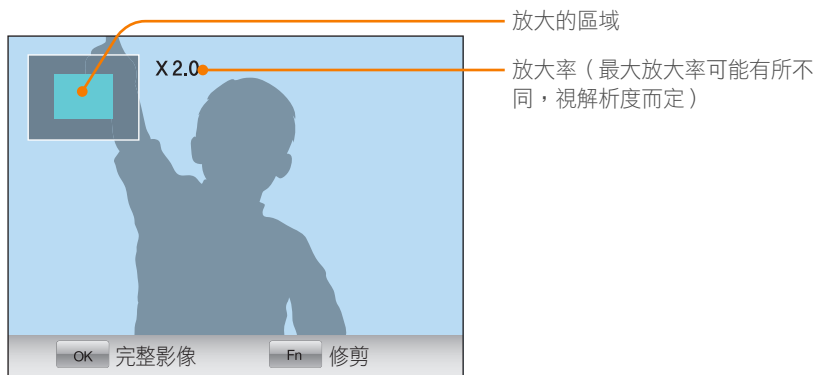 放大的區域
X 2.0
放大率（最大放大率可能有所不
同，視解析度而定）
OK 完整影像 Fn 修剪